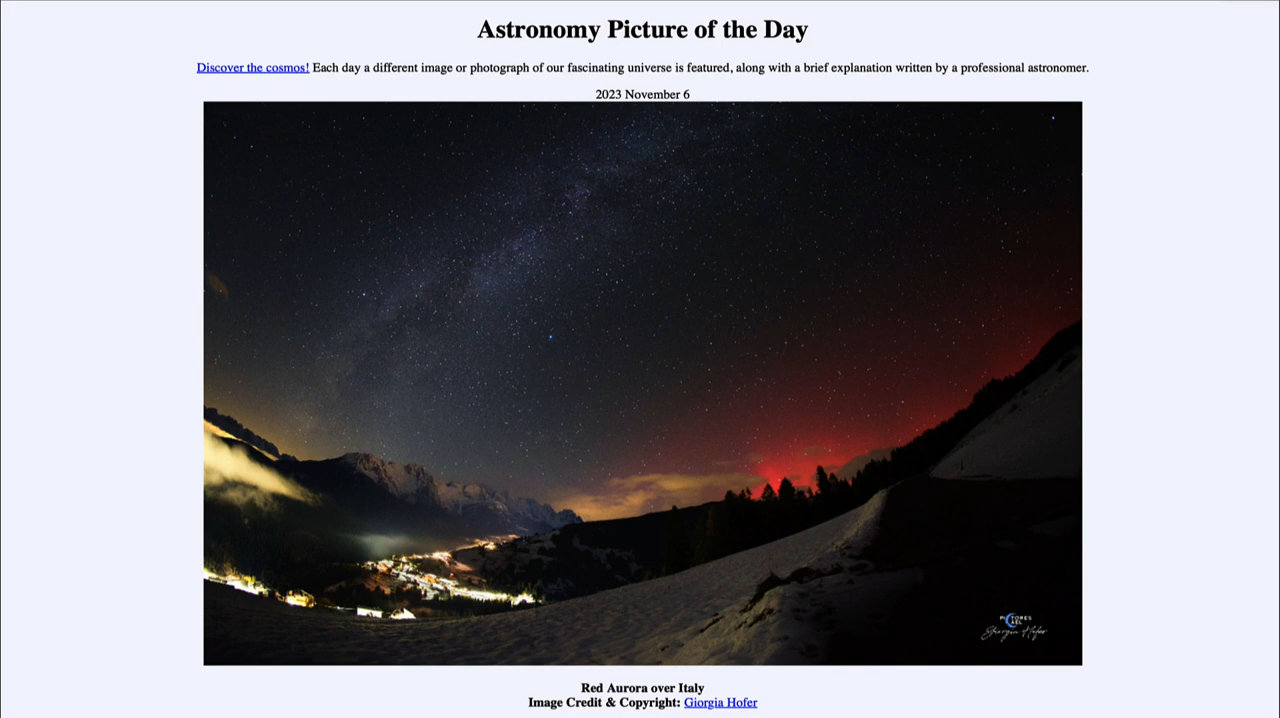 Astronomy Picture of the Day
Discover the cosmos! Each day a different image or photograph of our fascinating universe is featured, along with a brief explanation written by a professional astronomer.
2023 November 6
Giorgia Hofer
Red Aurora over Italy
Image Credit & Copyright: Giorgia Hofer